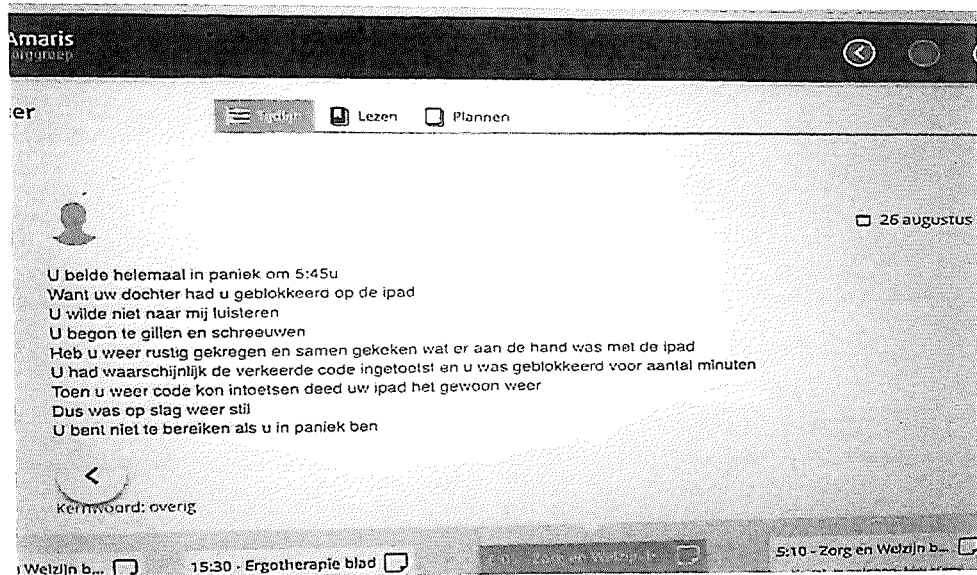 Amaris
zorggroep
er
Tijdlijn
Lezen
Plannen
26 augustus
U belde helemaal in paniek om 5:45u
Want uw dochter had u geblokkeerd op de ipad
U wilde niet naar mij luisteren
U begon te gillen en schreeuwen
Heb u weer rustig gekregen en samen gekeken wat er aan de hand was met de ipad
U had waarschijnlijk de verkeerde code ingetoetst en u was geblokkeerd voor aantal minuten
Toen u weer code kon intoetsen deed uw ipad het gewoon weer
Dus was op slag weer stil
U bent niet te bereiken als u in paniek ben
Kernwoord: overig
Welzijn b...
15:30 - Ergotherapie blad
5:10 - Zorg en Welzijn b...